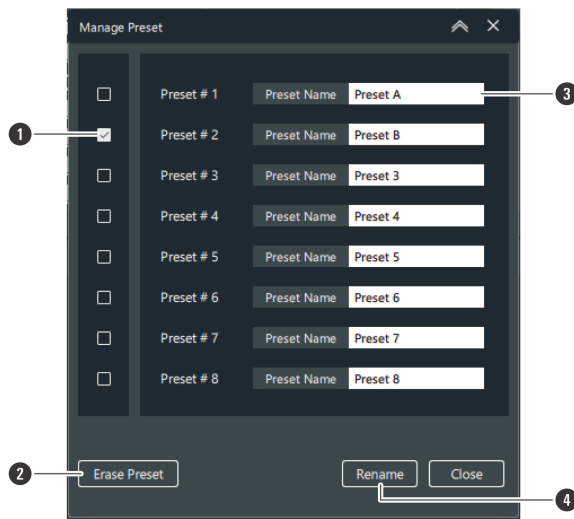 Manage Preset
Preset # 1 Preset Name Preset A
3
1
Preset # 2 Preset Name Preset B
Preset # 3 Preset Name Preset 3
Preset # 4 Preset Name Preset 4
Preset # 5 Preset Name Preset 5
Preset # 6 Preset Name Preset 6
Preset # 7 Preset Name Preset 7
Preset # 8 Preset Name Preset 8
2
Erase Preset Rename Close
4